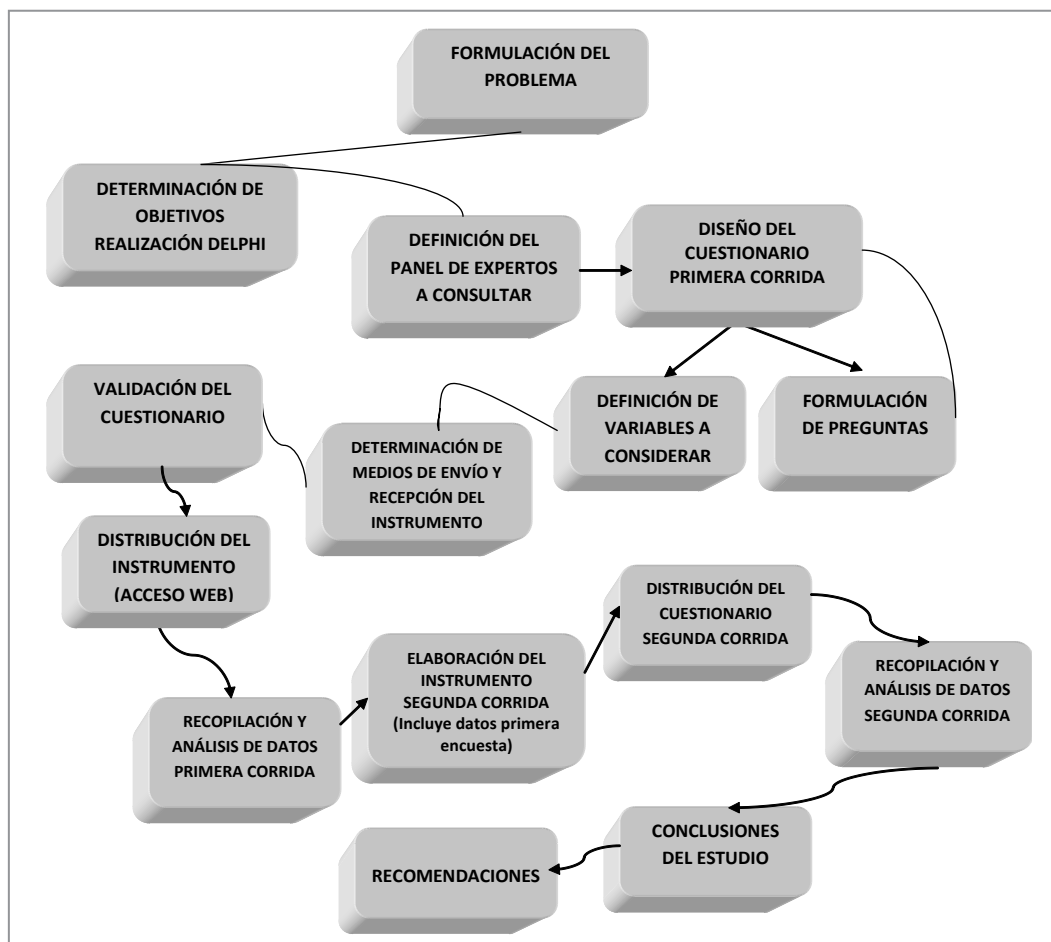 FORMULACIÓN DEL
PROBLEMA
DETERMINACIÓN DE
OBJETIVOS
REALIZACIÓN DELPHI
DEFINICIÓN DEL
PANEL DE EXPERTOS
A CONSULTAR
DISEÑO DEL
CUESTIONARIO
PRIMERA CORRIDA
VALIDACIÓN DEL
CUESTIONARIO
DETERMINACIÓN DE
MEDIOS DE ENVÍO Y
RECEPCIÓN DEL
INSTRUMENTO
DEFINICIÓN DE
VARIABLES A
CONSIDERAR
FORMULACIÓN
DE PREGUNTAS
DISTRIBUCIÓN DEL
INSTRUMENTO
(ACCESO WEB)
RECOPILACIÓN Y
ANÁLISIS DE DATOS
PRIMERA CORRIDA
ELABORACIÓN DEL
INSTRUMENTO
SEGUNDA CORRIDA
(Incluye datos primera
encuesta)
DISTRIBUCIÓN DEL
CUESTIONARIO
SEGUNDA CORRIDA
RECOPILACIÓN Y
ANÁLISIS DE DATOS
SEGUNDA CORRIDA
CONCLUSIONES
DEL ESTUDIO
RECOMENDACIONES